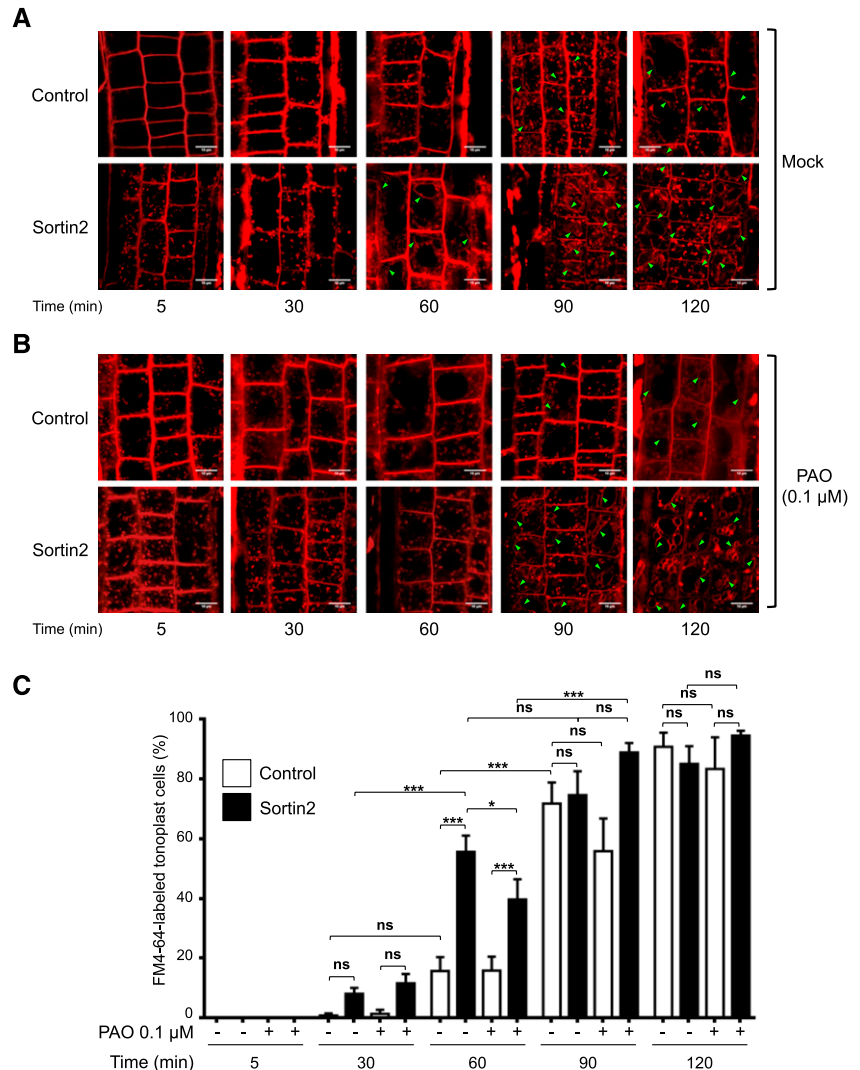 A
Control
Sortin2
Mock
Time (min) 5 30 60 90 120
B
Control
Sortin2
PAO
(0.1 µM)
Time (min) 5 30 60 90 120
C
FM4-64-labeled tonoplast cells (%)
100
80
60
40
20
0
Control
Sortin2
ns
***
ns ns
ns
ns
ns ns
***
ns
***
*
***
***
ns
ns ns
PAO 0.1 µM - - + + - - + + - - + + - - + + - - + +
Time (min) 5 30 60 90 120